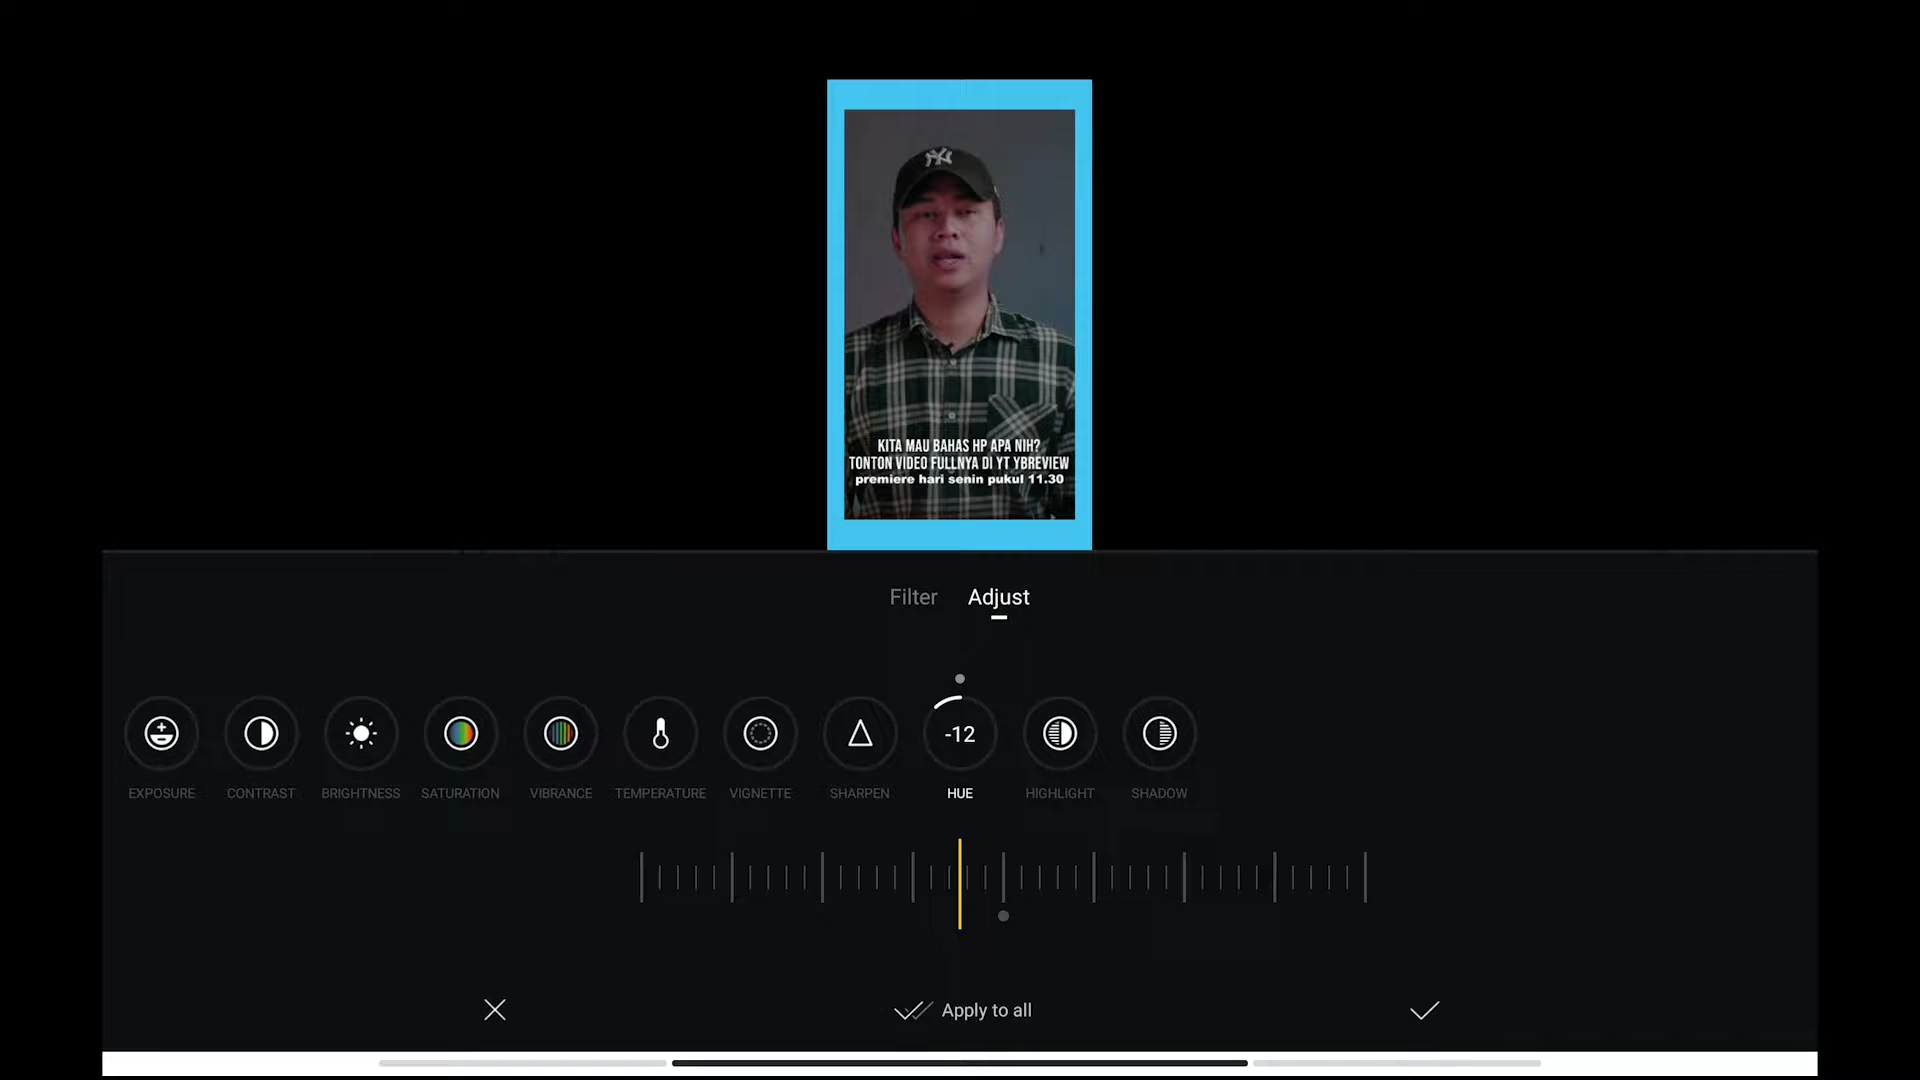 NY
KITA MAU BAHAS HP APA NIH?
TONTON VIDEO FULLNYA DI YT YBREVIEW
premiere hari senin pukul 11.30
Filter Adjust
-12
EXPOSURE CONTRAST BRIGHTNESS SATURATION VIBRANCE TEMPERATURE VIGNETTE SHARPEN HUE HIGHLIGHT SHADOW
Apply to all